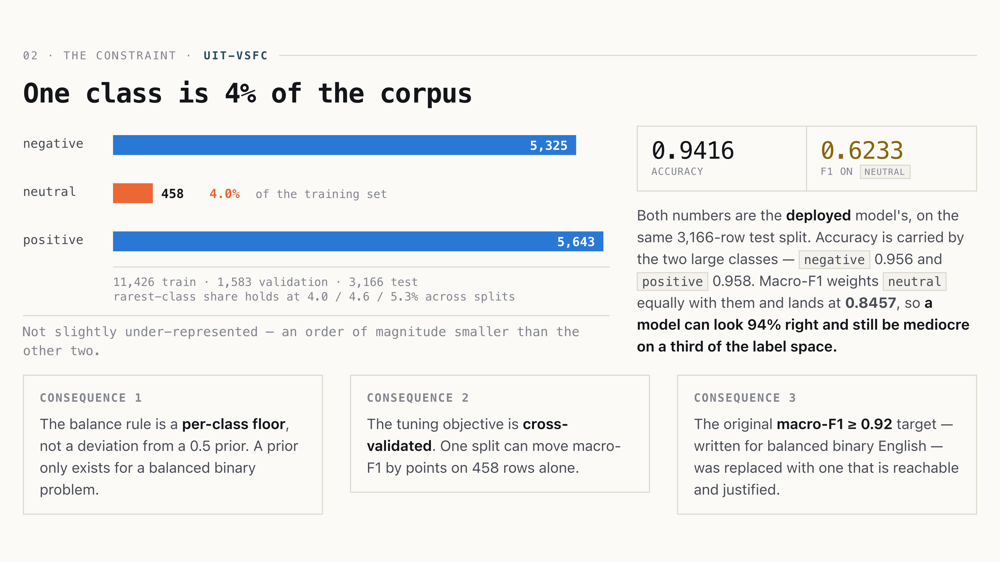 02 · THE CONSTRAINT · UIT-VSFC
One class is 4% of the corpus
negative 5,325
neutral 458 4.0% of the training set
positive 5,643
11,426 train · 1,583 validation · 3,166 test
rarest-class share holds at 4.0 / 4.6 / 5.3% across splits
Not slightly under-represented — an order of magnitude smaller than the
other two.
0.9416
ACCURACY
0.6233
F1 ON NEUTRAL
Both numbers are the deployed model's, on the
same 3,166-row test split. Accuracy is carried by
the two large classes — negative 0.956 and
positive 0.958. Macro-F1 weights neutral
equally with them and lands at 0.8457, so a
model can look 94% right and still be mediocre
on a third of the label space.
CONSEQUENCE 1
The balance rule is a per-class floor,
not a deviation from a 0.5 prior. A prior
only exists for a balanced binary
problem.
CONSEQUENCE 2
The tuning objective is cross-
validated. One split can move macro-
F1 by points on 458 rows alone.
CONSEQUENCE 3
The original macro-F1 ≥ 0.92 target —
written for balanced binary English —
was replaced with one that is reachable
and justified.